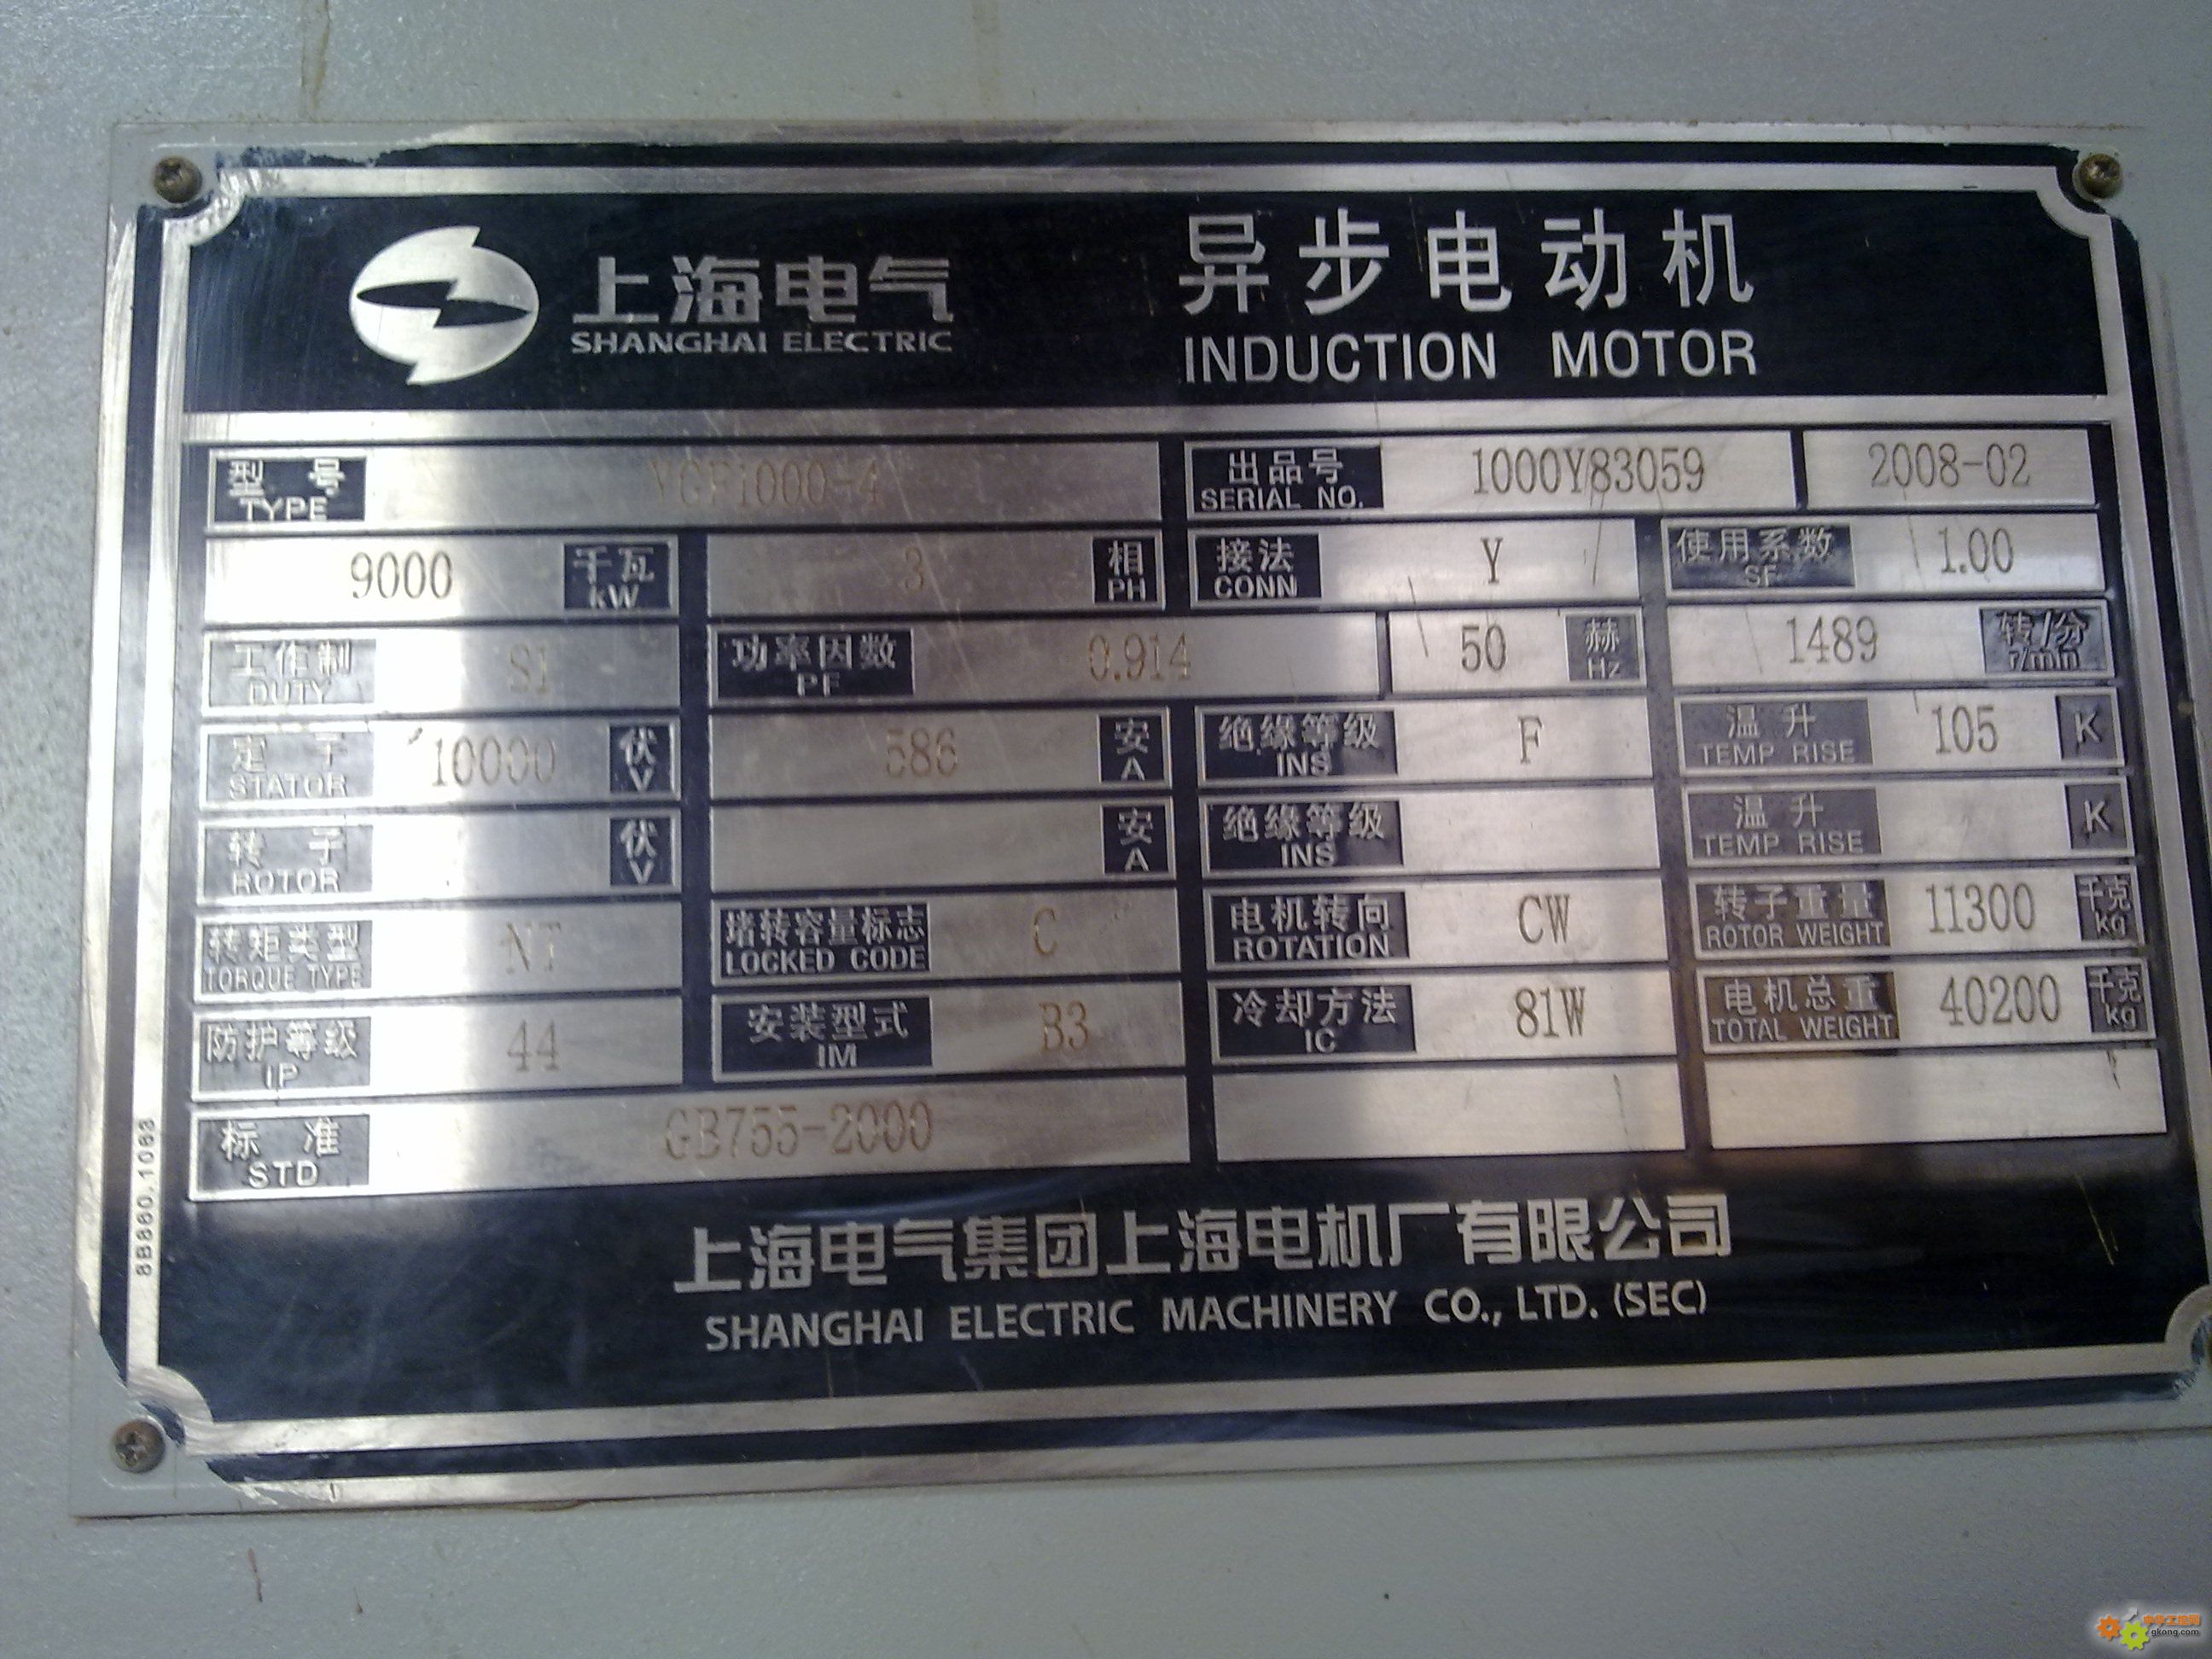 上海电气
SHANGHAI ELECTRIC
异步电动机
INDUCTION MOTOR
型号 TYPE 出品号 SERIAL NO. 1000Y83059 2008-02
9000 千瓦 kW 3 相 PH 接法 CONN Y 使用系数 SF 1.00
工作制 DUTY S1 功率因数 PF 0.914 50 赫 Hz 1489 转/分 r/min
定子 STATOR 10000 伏 V 586 安 A 绝缘等级 INS F 温升 TEMP RISE 105 K
转子 ROTOR 伏 V 安 A 绝缘等级 INS 温升 TEMP RISE K
转矩类型 TORQUE TYPE NT 堵转容量标志 LOCKED CODE C 电机转向 ROTATION CW 转子重量 ROTOR WEIGHT 11300 千克 kg
防护等级 IP 44 安装型式 IM B3 冷却方法 IC 81W 电机总重 TOTAL WEIGHT 40200 千克 kg
标准 STD GB755-2000
上海电气集团上海电机厂有限公司
SHANGHAI ELECTRIC MACHINERY CO., LTD. (SEC)
gkong.com